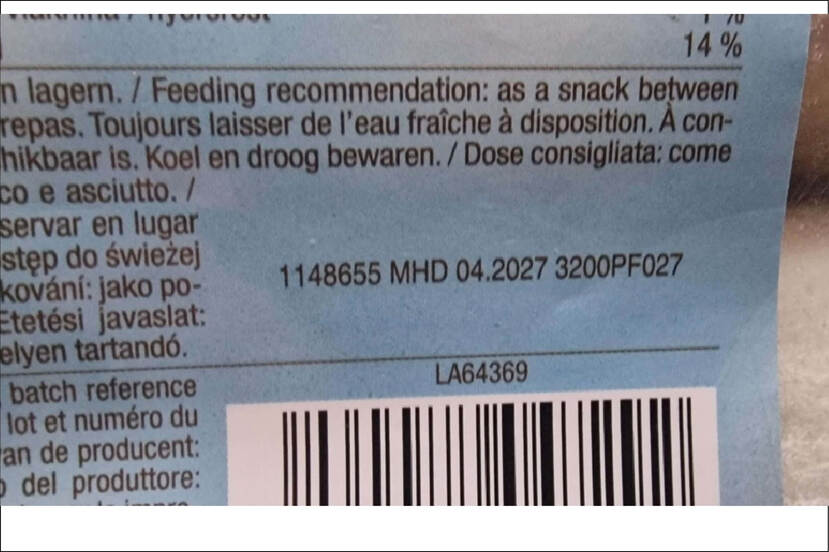 14 %
n lagern. / Feeding recommendation: as a snack between
repas. Toujours laisser de l'eau fraîche à disposition. À con-
hikbaar is. Koel en droog bewaren. / Dose consigliata: come
co e asciutto. /
servar en lugar
stęp do świeżej
kování: jako po-
Etetési javaslat:
elyen tartandó.
1148655 MHD 04.2027 3200PF027
LA64369
batch reference
lot et numéro du
an de producent:
del produttore: